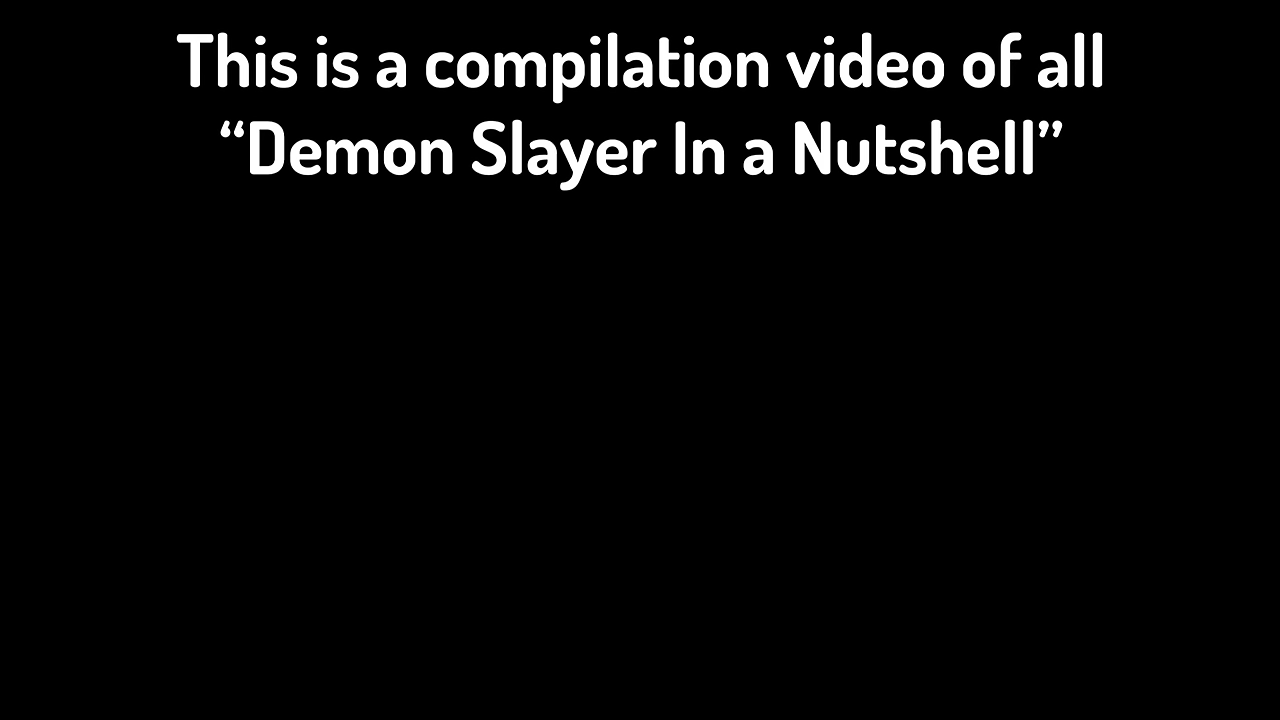 This is a compilation video of all
“Demon Slayer In a Nutshell”